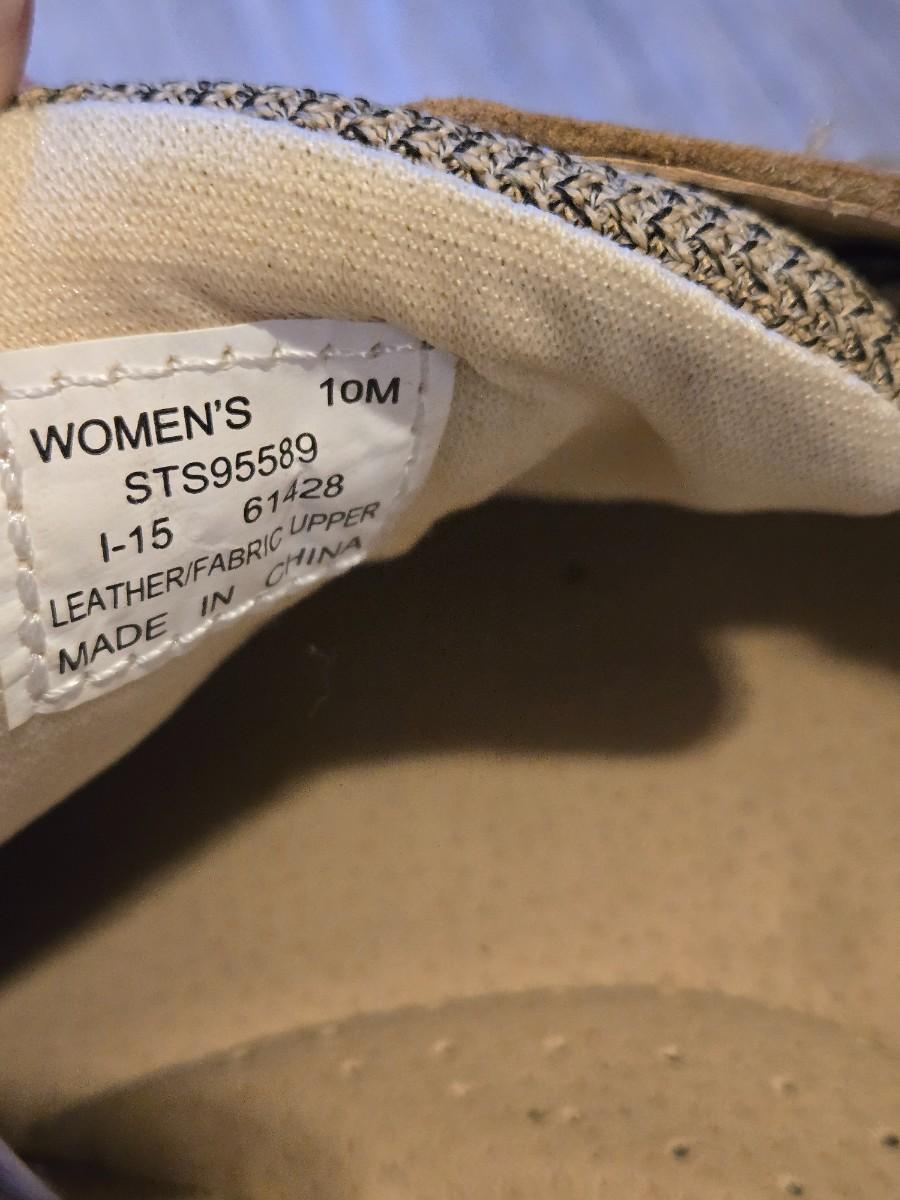 WOMEN'S 10M
STS95589
I-15 61428
LEATHER/FABRIC UPPER
MADE IN CHINA